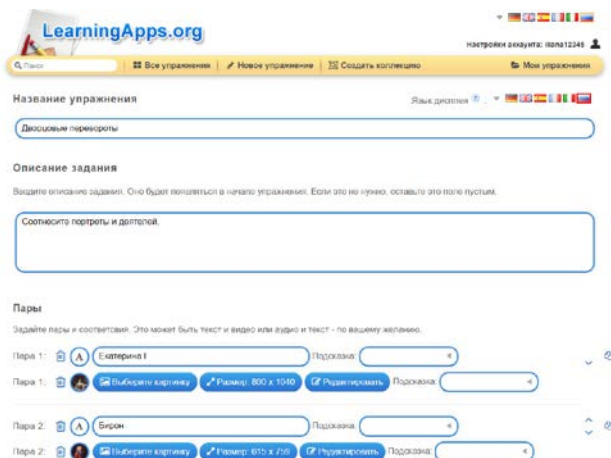 LearningApps.org
Настройки аккаунта: iliana12345
Поиск
Все упражнения
Новое упражнение
Создать коллекцию
Мои упражнения
Название упражнения
Язык дисплея
Дворцовые перевороты
Описание задания
Введите описание задания. Оно будет появляться в начале упражнения. Если это не нужно, оставьте это поле пустым.
Соотнесите портреты и деятелей.
Пары
Задайте пары и соответсвия. Это может быть текст и видео или аудио и текст - по вашему желанию.
Пара 1: A Екатерина I Подсказка:
Пара 1: Выберите картинку Размер: 800 x 1040 Редактировать Подсказка:
Пара 2: A Бирон Подсказка:
Пара 2: Выберите картинку Размер: 615 x 759 Редактировать Подсказка: